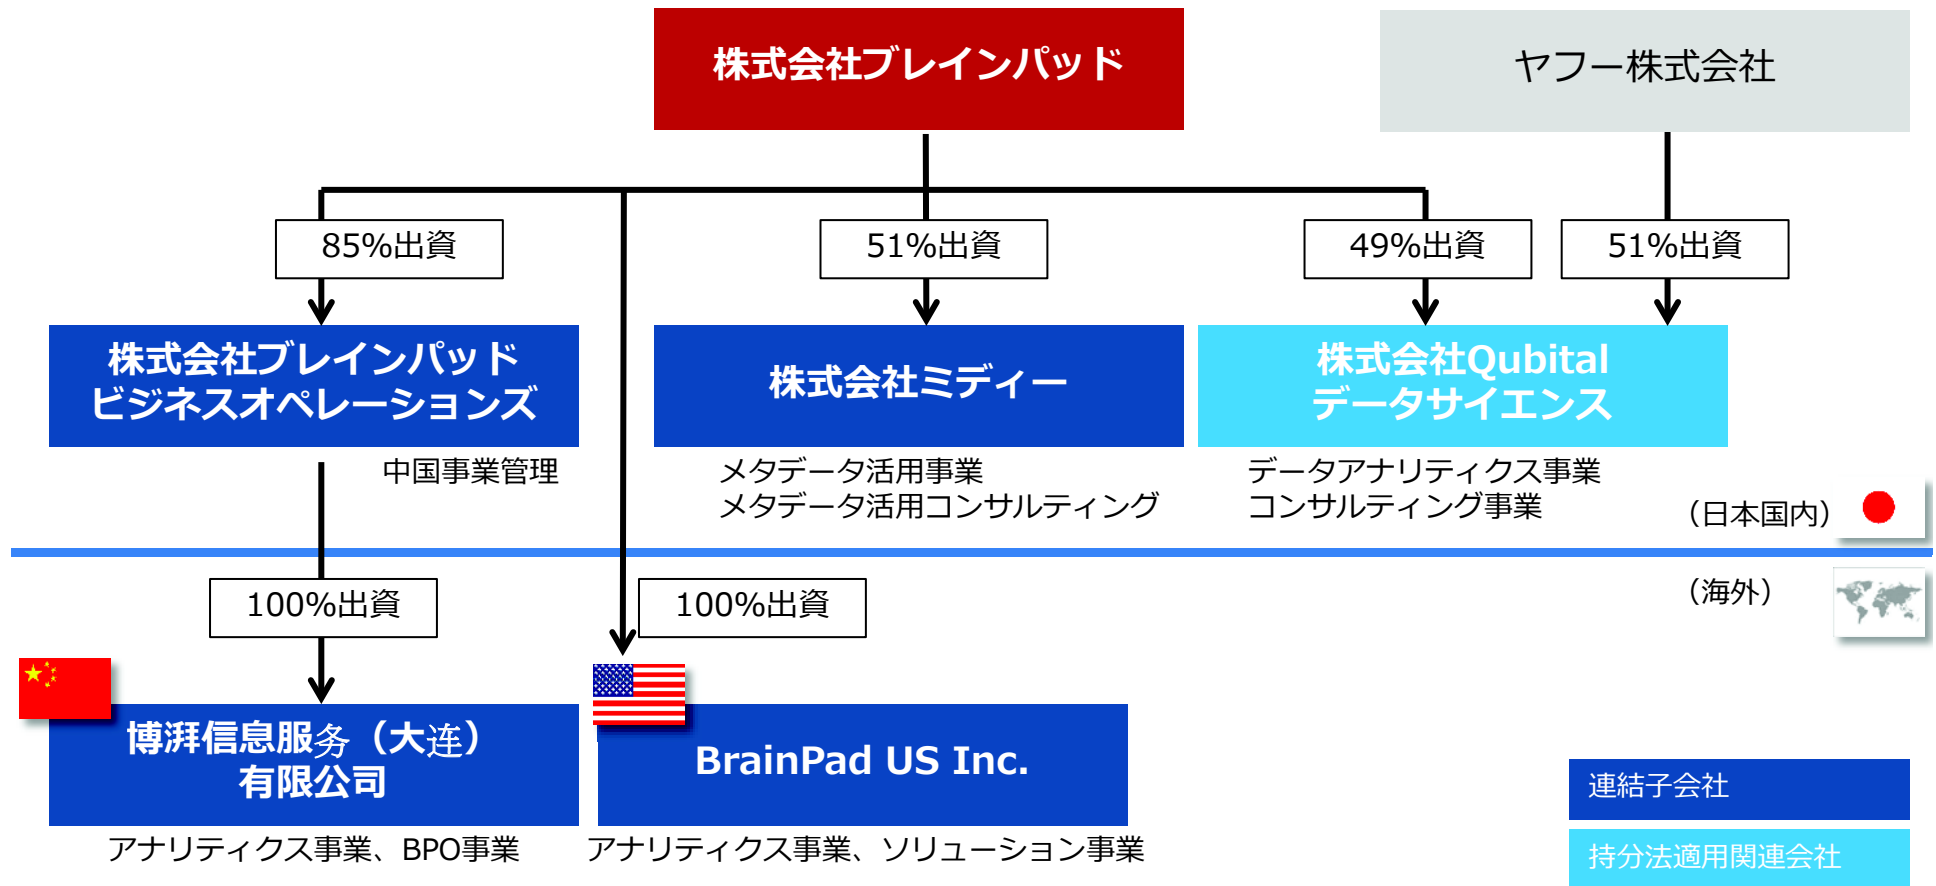 株式会社ブレインパッド
ヤフー株式会社
85%出資
51%出資
49%出資
51%出資
株式会社ブレインパッド
ビジネスオペレーションズ
株式会社ミディー
株式会社Qubital
データサイエンス
中国事業管理
メタデータ活用事業
メタデータ活用コンサルティング
データアナリティクス事業
コンサルティング事業
（日本国内）
（海外）
100%出資
100%出資
博湃信息服务（大连）
有限公司
BrainPad US Inc.
アナリティクス事業、BPO事業
アナリティクス事業、ソリューション事業
連結子会社
持分法適用関連会社